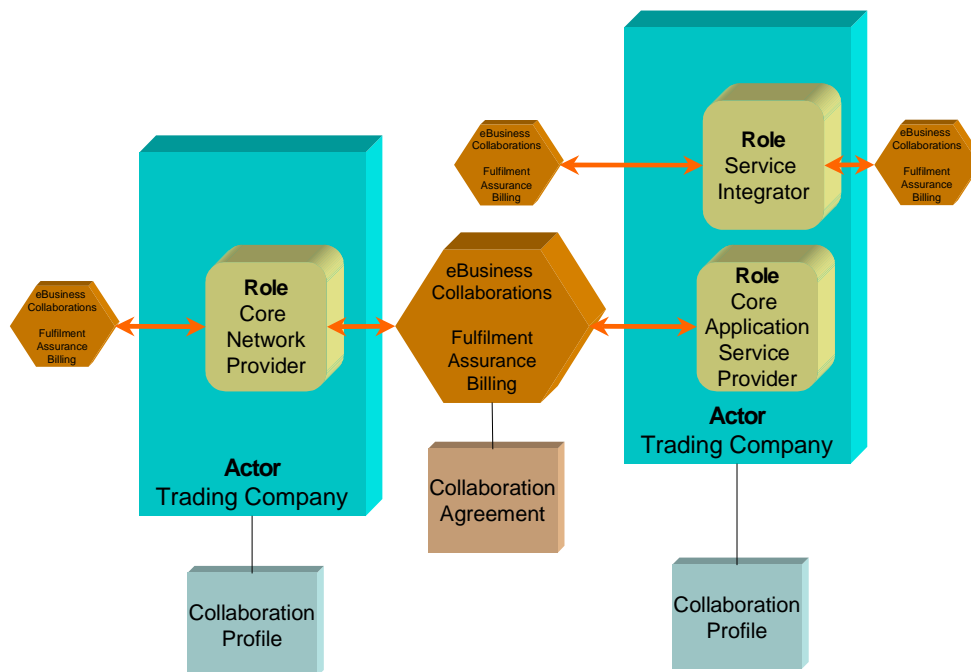 eBusiness
Collaborations
Fulfilment
Assurance
Billing
Role
Core
Network
Provider
Actor
Trading Company
Collaboration
Profile
eBusiness
Collaborations
Fulfilment
Assurance
Billing
Collaboration
Agreement
eBusiness
Collaborations
Fulfilment
Assurance
Billing
Role
Service
Integrator
eBusiness
Collaborations
Fulfilment
Assurance
Billing
Role
Core
Application
Service
Provider
Actor
Trading Company
Collaboration
Profile